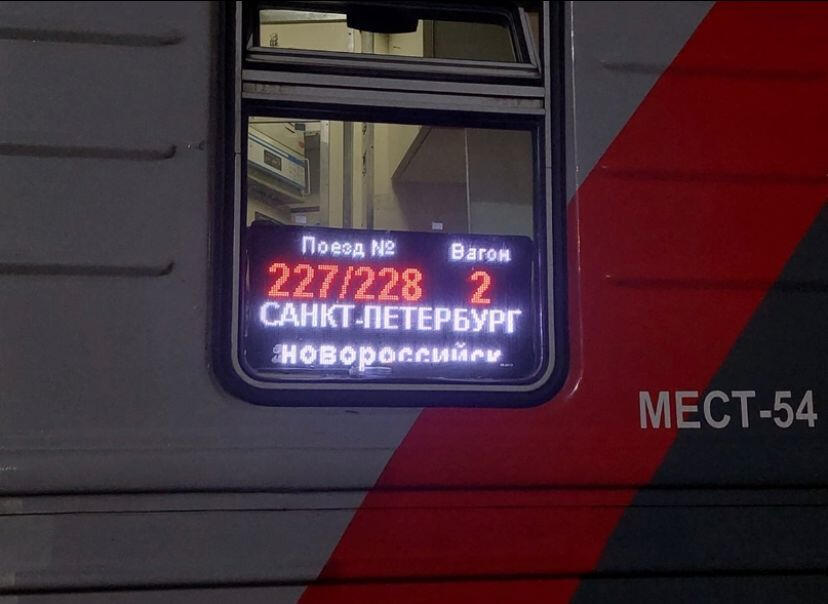 Поезд № Вагон
227/228 2
САНКТ-ПЕТЕРБУРГ
новороссийск
МЕСТ-54